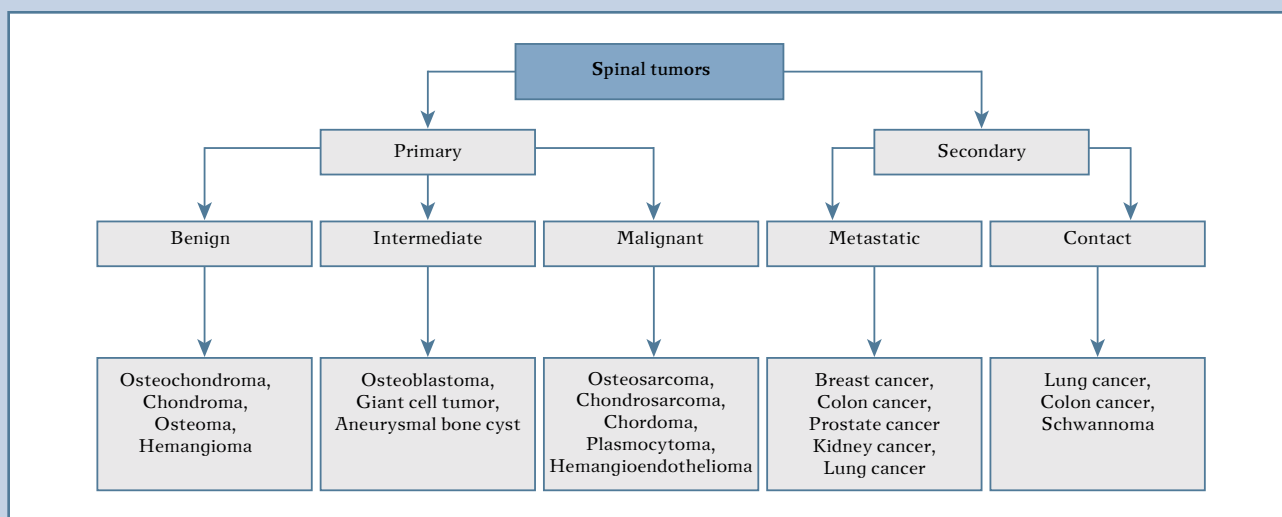 Spinal tumors
Primary
Secondary
Benign
Intermediate
Malignant
Metastatic
Contact
Osteochondroma,
Chondroma,
Osteoma,
Hemangioma
Osteoblastoma,
Giant cell tumor,
Aneurysmal bone cyst
Osteosarcoma,
Chondrosarcoma,
Chordoma,
Plasmocytoma,
Hemangioendothelioma
Breast cancer,
Colon cancer,
Prostate cancer
Kidney cancer,
Lung cancer
Lung cancer,
Colon cancer,
Schwannoma